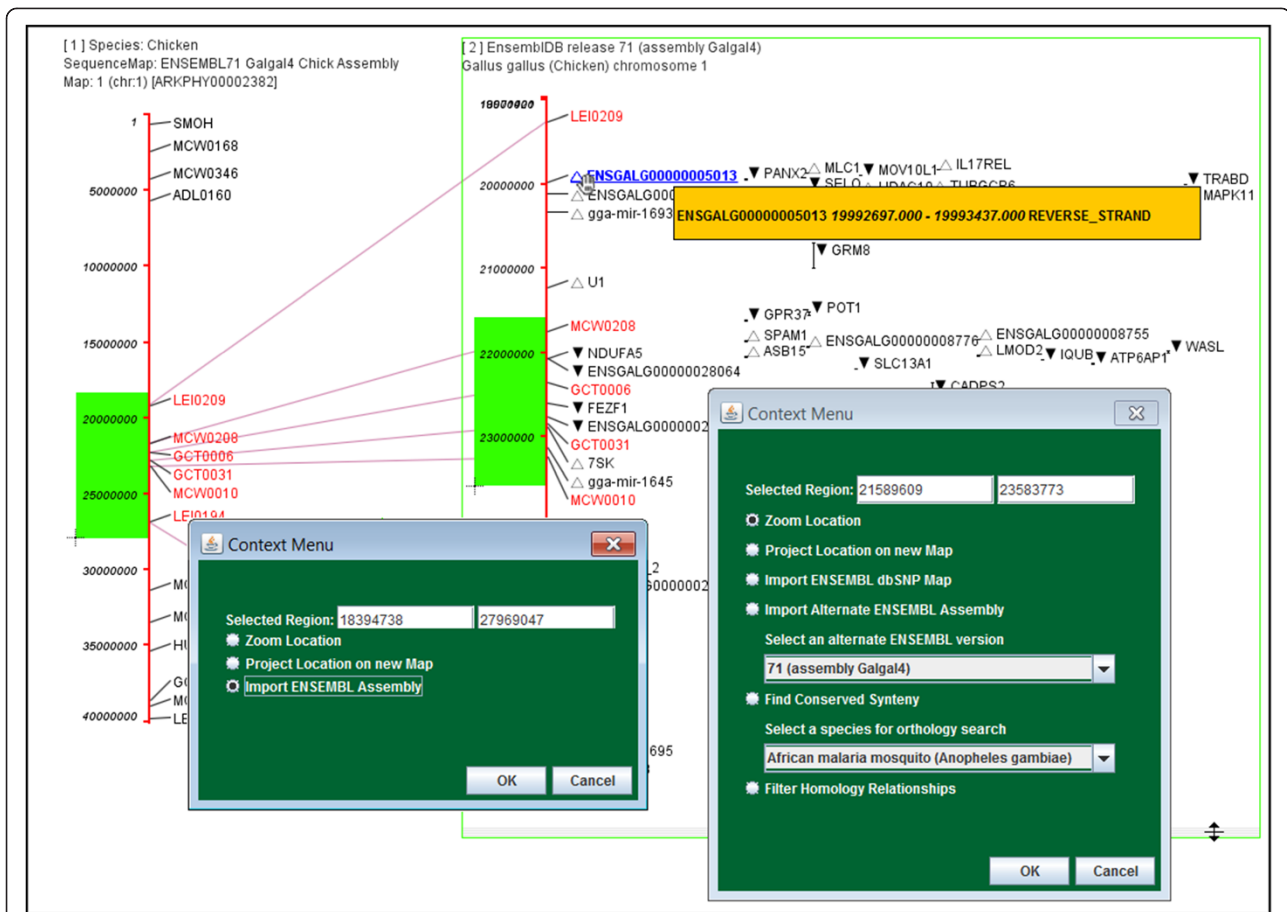 [ 1 ] Species: Chicken
SequenceMap: ENSEMBL71 Galgal4 Chick Assembly
Map: 1 (chr:1) [ARKPHY00002382]
1
SMOH
MCW0168
MCW0346
5000000
ADL0160
10000000
15000000
LEI0209
20000000
MCW0208
GCT0006
GCT0031
25000000
MCW0010
LEI0194
30000000
35000000
40000000
[ 2 ] EnsemblDB release 71 (assembly Galgal4)
Gallus gallus (Chicken) chromosome 1
LEI0209
ENSGALG00000005013
PANX2
MLC1
MOV10L1
IL17REL
20000000
TRABD
SELO
HDAC10
TUBGCP6
MAPK11
gga-mir-1693
ENSGALG00000005013 19992697.000 - 19993437.000 REVERSE_STRAND
GRM8
21000000
U1
GPR37
POT1
MCW0208
SPAM1
ENSGALG00000008776
ENSGALG00000008755
22000000
NDUFA5
ASB15
LMOD2
IQUB
ATP6AP1
WASL
ENSGALG00000028064
SLC13A1
GCT0006
CADPS2
FEZF1
23000000
GCT0031
7SK
gga-mir-1645
MCW0010
Context Menu
Selected Region: 18394738 27969047
Zoom Location
Project Location on new Map
Import ENSEMBL Assembly
OK Cancel
Context Menu
Selected Region: 21589609 23583773
Zoom Location
Project Location on new Map
Import ENSEMBL dbSNP Map
Import Alternate ENSEMBL Assembly
Select an alternate ENSEMBL version
71 (assembly Galgal4)
Find Conserved Synteny
Select a species for orthology search
African malaria mosquito (Anopheles gambiae)
Filter Homology Relationships
OK Cancel